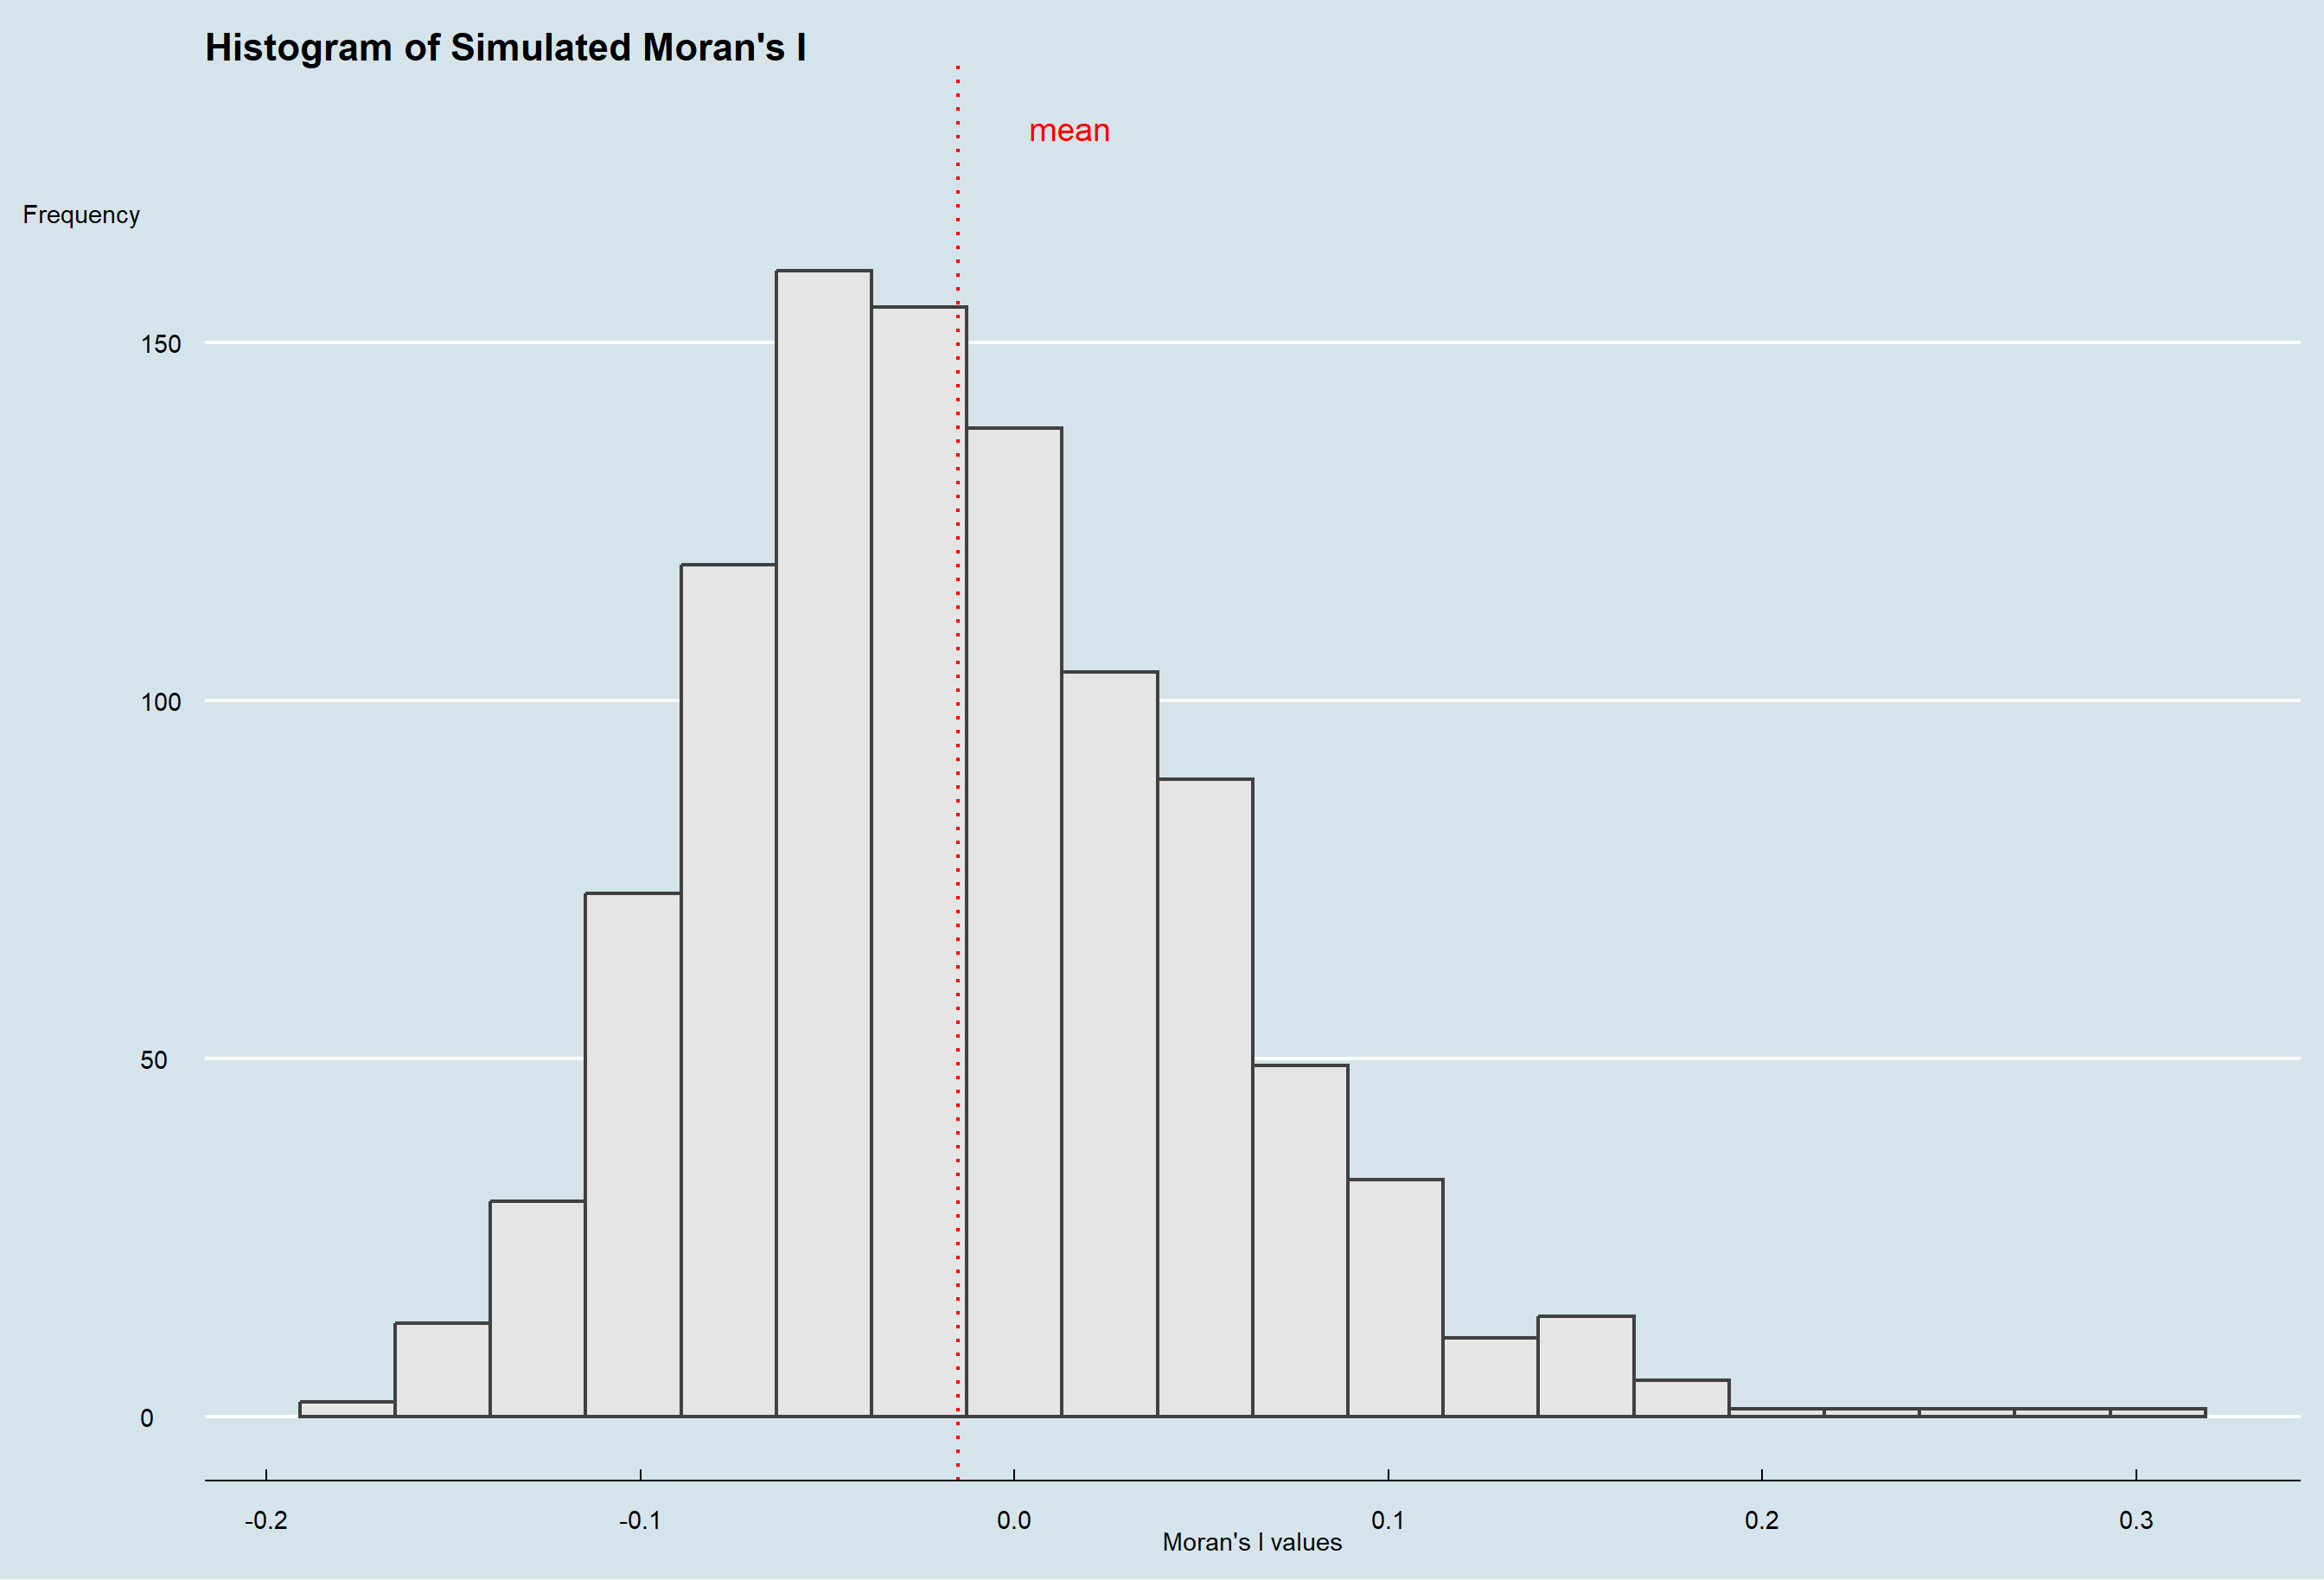 Histogram of Simulated Moran's I
mean
Frequency
150
100
50
0
-0.2 -0.1 0.0 0.1 0.2 0.3
Moran's I values